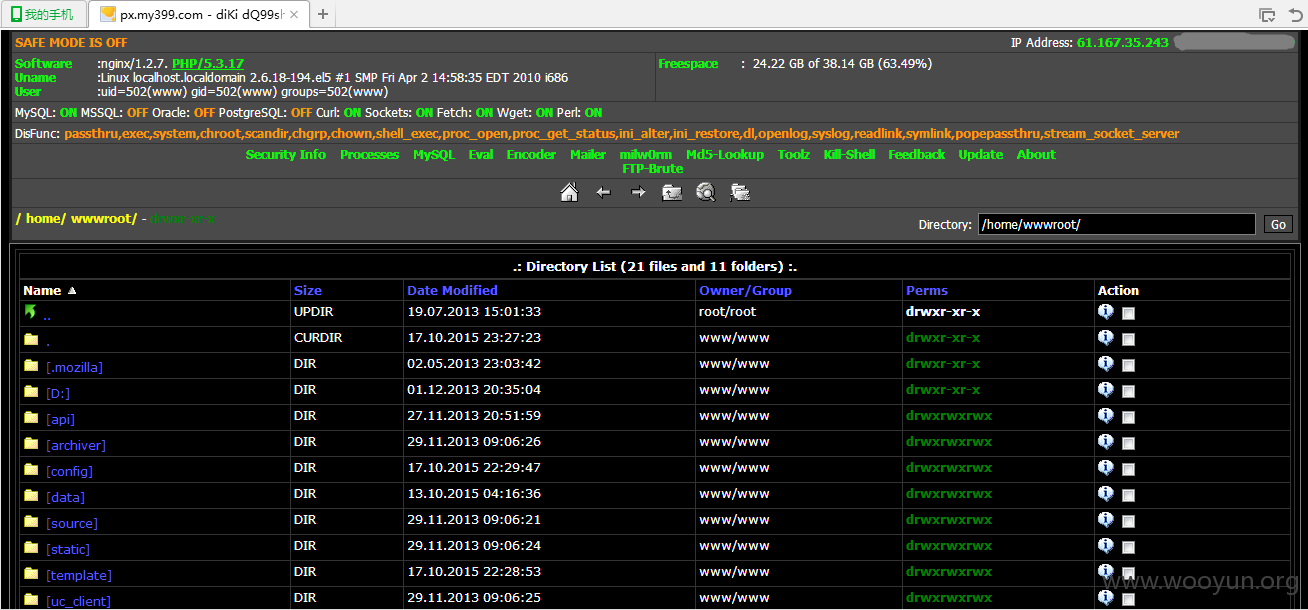 我的手机
px.my399.com - diKi dQ99sh
SAFE MODE IS OFF
IP Address: 61.167.35.243
Software :nginx/1.2.7. PHP/5.3.17
Uname :Linux localhost.localdomain 2.6.18-194.el5 #1 SMP Fri Apr 2 14:58:35 EDT 2010 i686
User :uid=502(www) gid=502(www) groups=502(www)
Freespace : 24.22 GB of 38.14 GB (63.49%)
MySQL: ON MSSQL: OFF Oracle: OFF PostgreSQL: OFF Curl: ON Sockets: ON Fetch: ON Wget: ON Perl: ON
DisFunc: passthru,exec,system,chroot,scandir,chgrp,chown,shell_exec,proc_open,proc_get_status,ini_alter,ini_restore,dl,openlog,syslog,readlink,symlink,popepassthru,stream_socket_server
Security Info Processes MySQL Eval Encoder Mailer milw0rm Md5-Lookup Toolz Kill-Shell Feedback Update About
FTP-Brute
/ home/ wwwroot/ - drwxr-xr-x
Directory: /home/wwwroot/ Go
.: Directory List (21 files and 11 folders) :.
Name Size Date Modified Owner/Group Perms Action
.. UPDIR 19.07.2013 15:01:33 root/root drwxr-xr-x
. CURDIR 17.10.2015 23:27:23 www/www drwxr-xr-x
[.mozilla] DIR 02.05.2013 23:03:42 www/www drwxr-xr-x
[D:] DIR 01.12.2013 20:35:04 www/www drwxr-xr-x
[api] DIR 27.11.2013 20:51:59 www/www drwxrwxrwx
[archiver] DIR 29.11.2013 09:06:26 www/www drwxrwxrwx
[config] DIR 17.10.2015 22:29:47 www/www drwxrwxrwx
[data] DIR 13.10.2015 04:16:36 www/www drwxrwxrwx
[source] DIR 29.11.2013 09:06:21 www/www drwxrwxrwx
[static] DIR 29.11.2013 09:06:24 www/www drwxrwxrwx
[template] DIR 17.10.2015 22:28:53 www/www drwxrwxrwx
[uc_client] DIR 29.11.2013 09:06:25 www/www drwxrwxrwx
www.wooyun.org